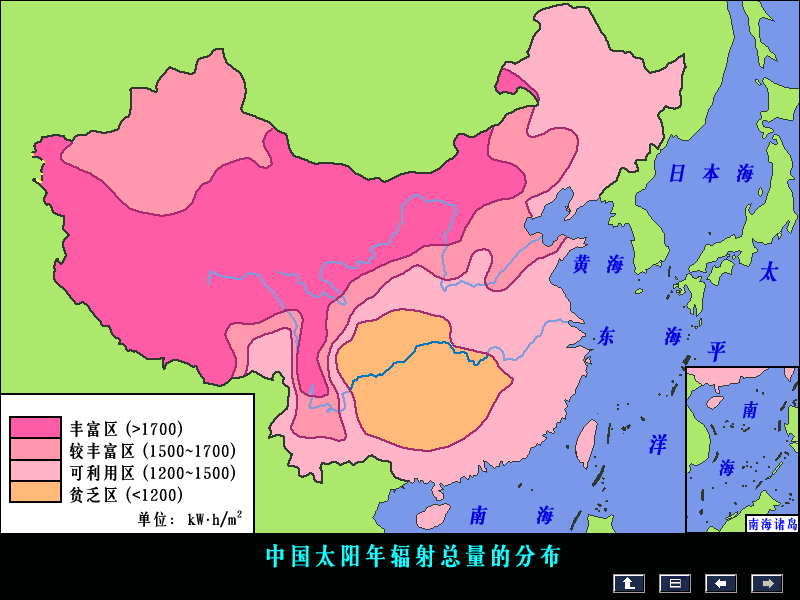 日本海
黄海
太
东海
平
洋
南海
南
海
南海诸岛
丰富区 (>1700)
较丰富区 (1500~1700)
可利用区 (1200~1500)
贫乏区 (<1200)
单位: kW·h/m²
中国太阳年辐射总量的分布